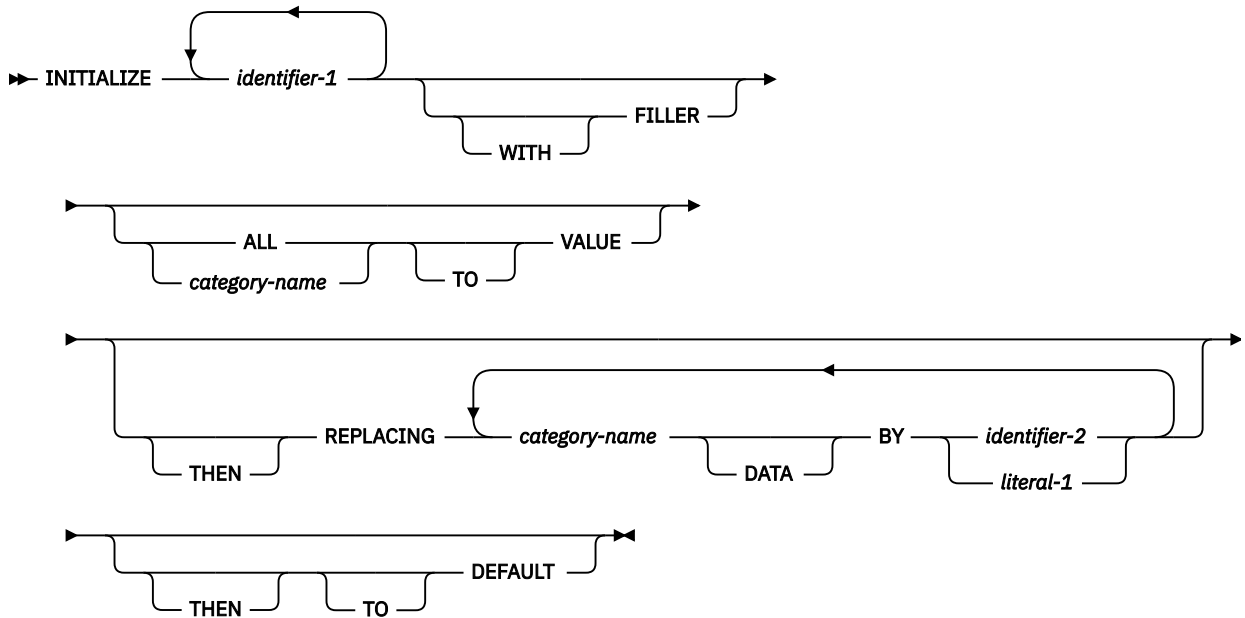 INITIALIZE identifier-1
FILLER
WITH
ALL VALUE
category-name TO
REPLACING category-name BY identifier-2
THEN DATA literal-1
DEFAULT
THEN TO